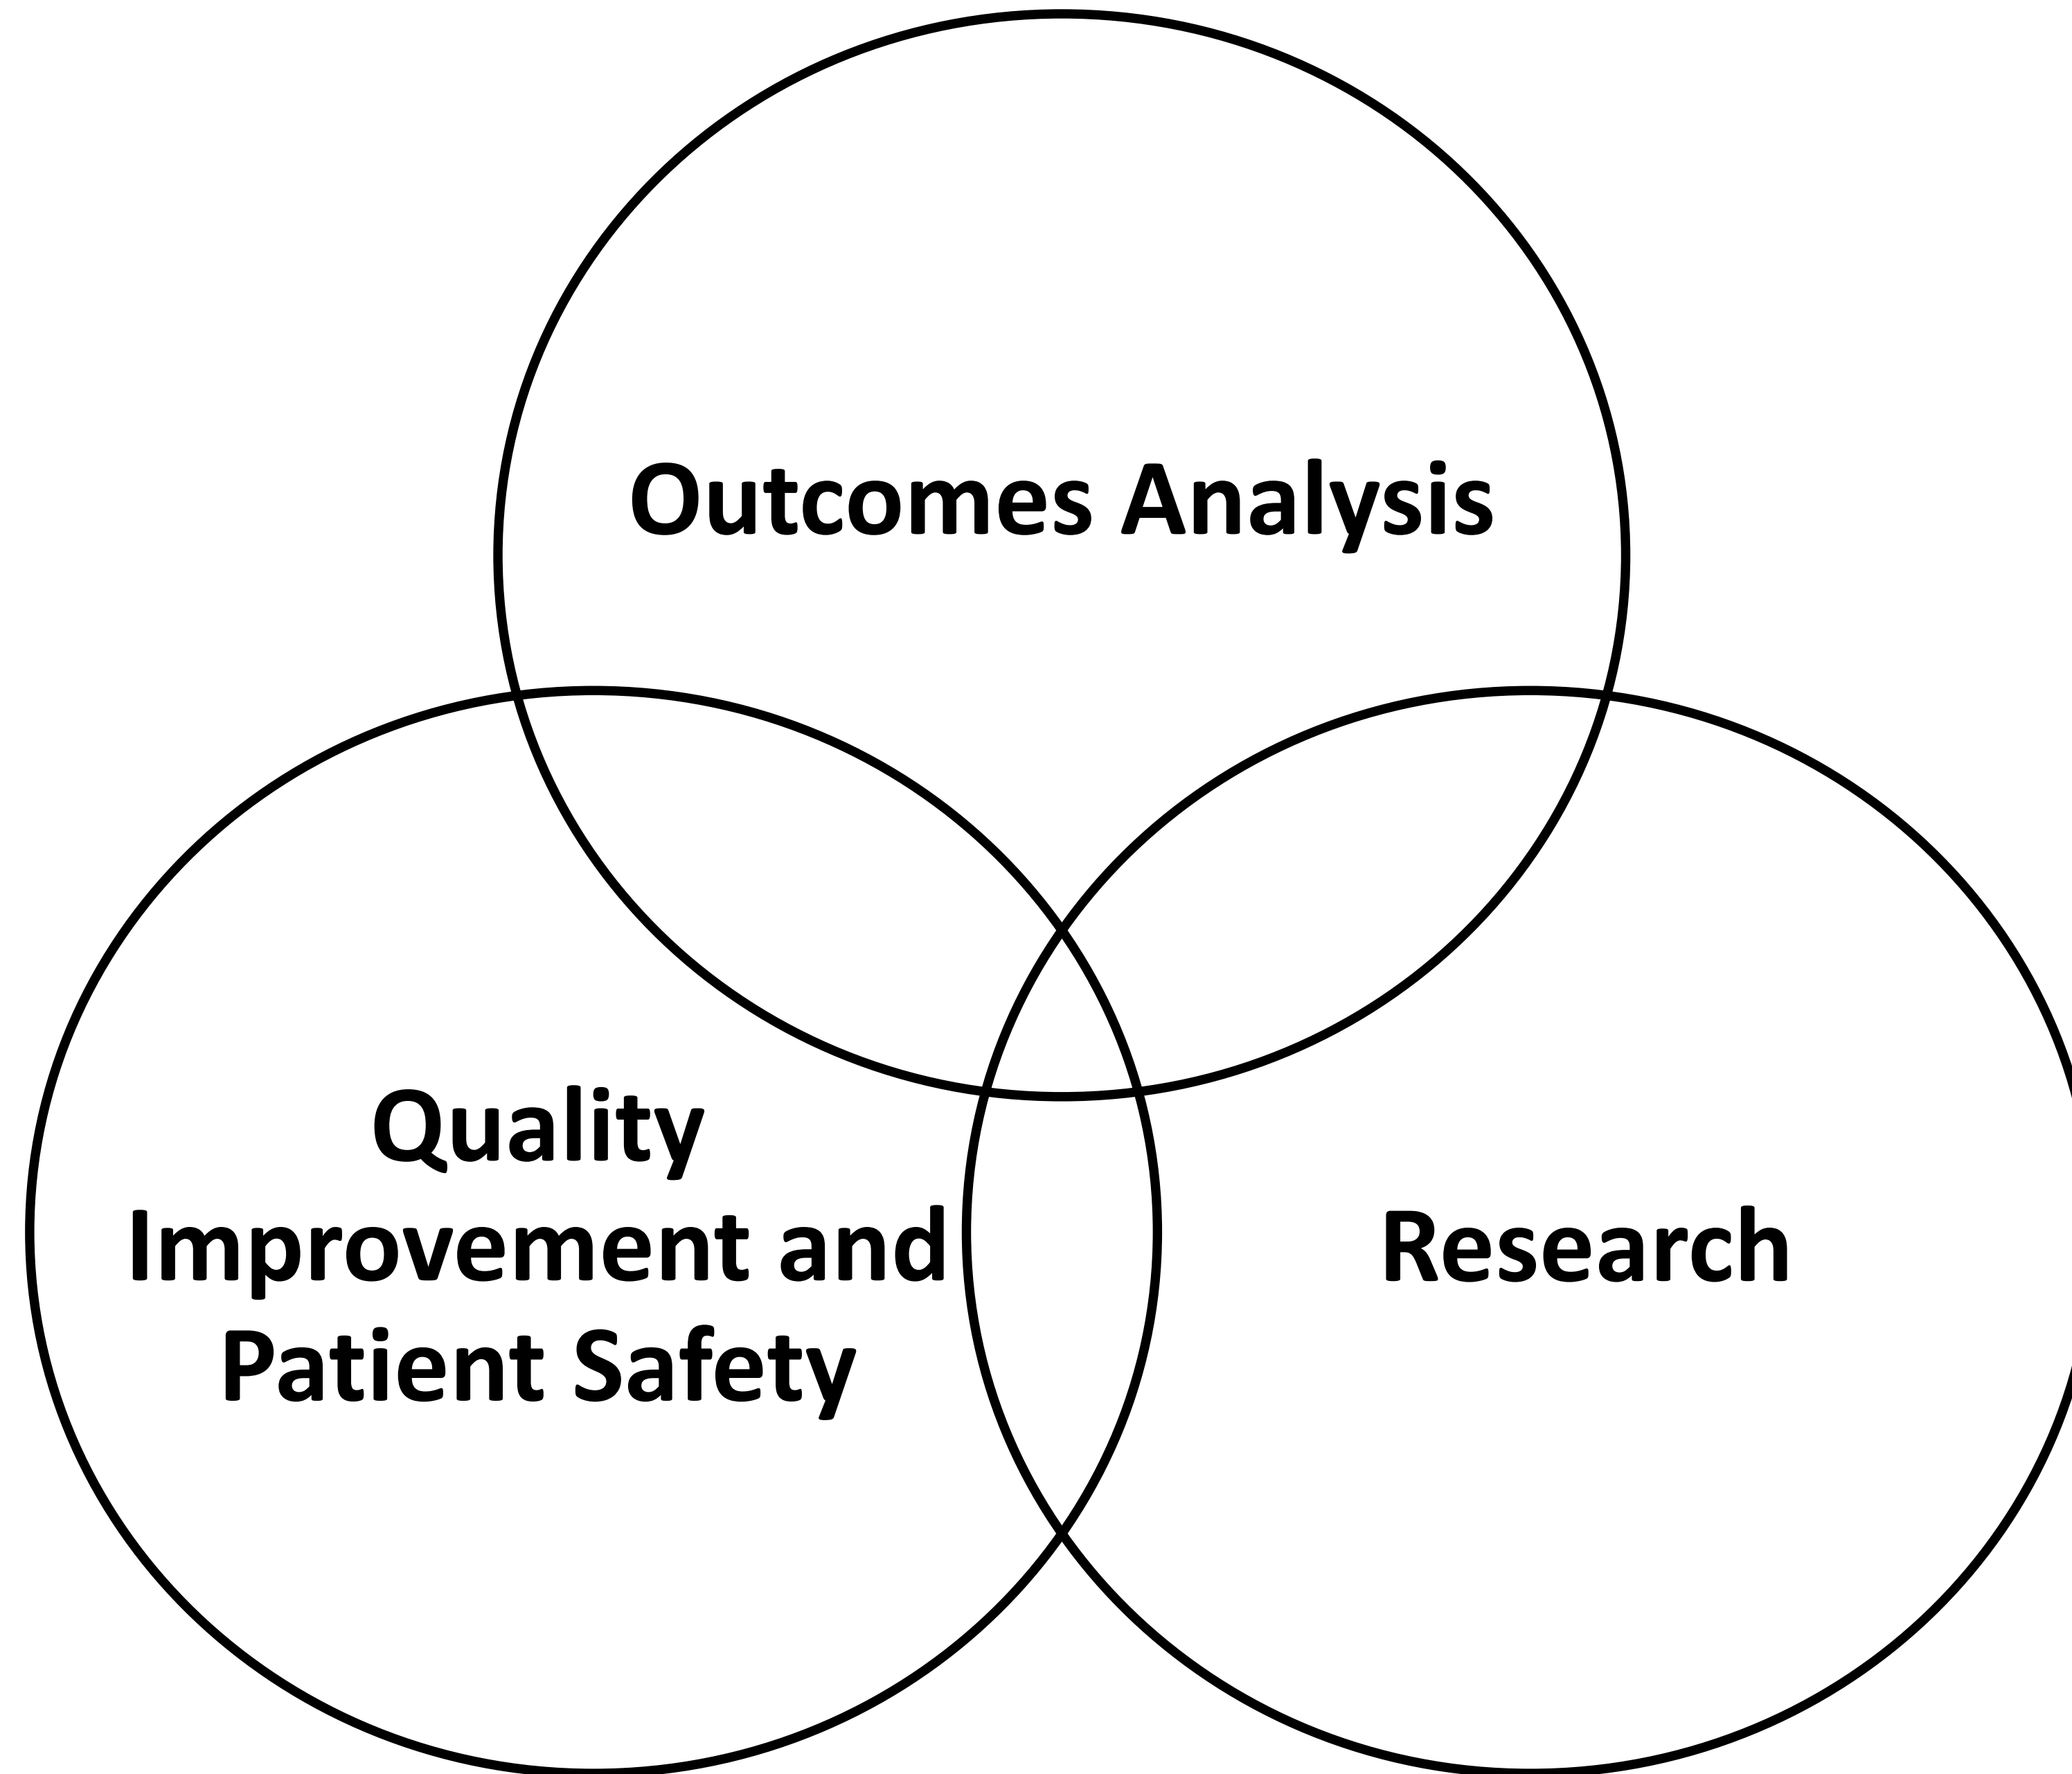 Outcomes Analysis
Quality
Improvement and
Patient Safety
Research